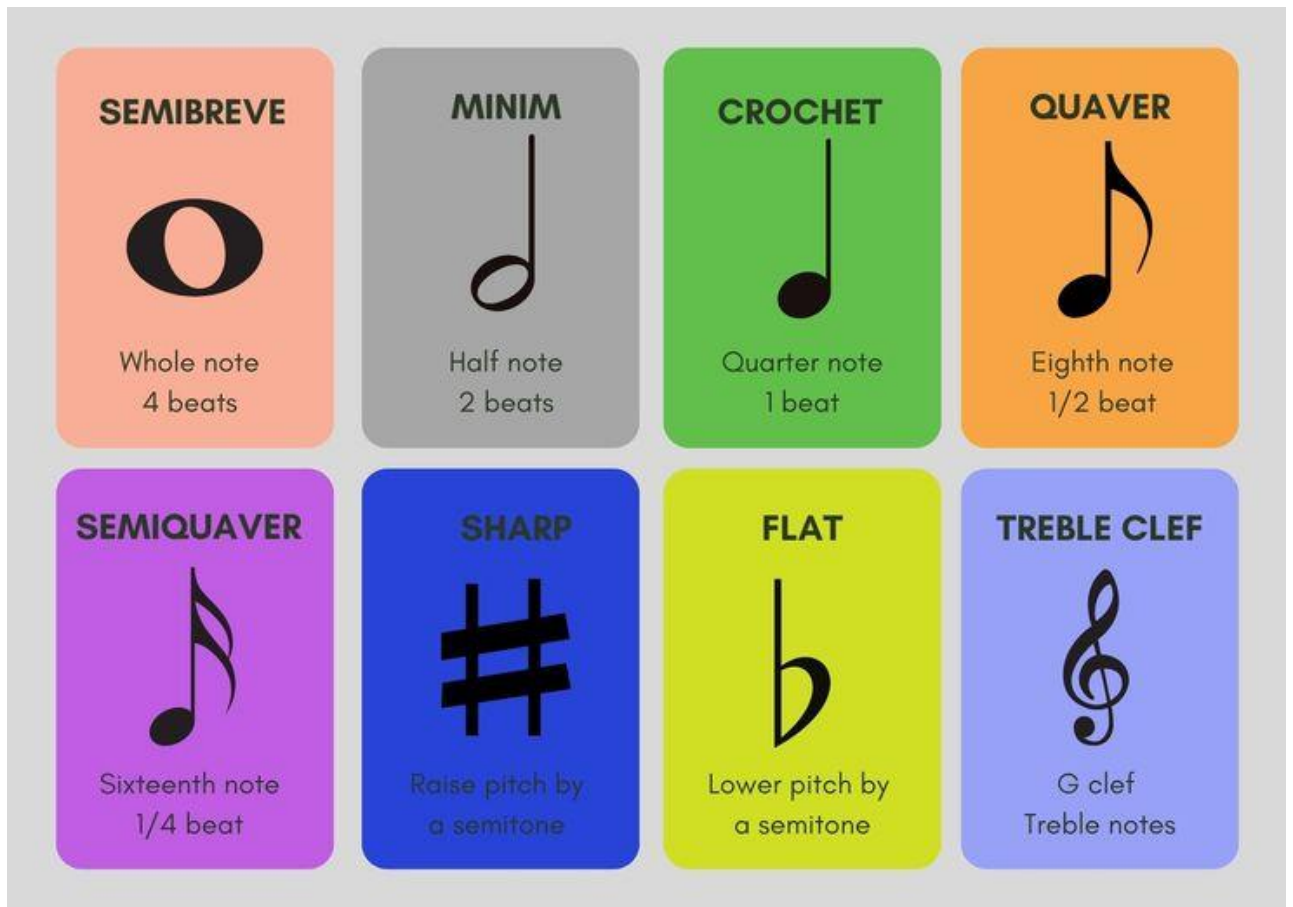 SEMIBREVE
Whole note
4 beats
MINIM
Half note
2 beats
CROCHET
Quarter note
1 beat
QUAVER
Eighth note
1/2 beat
SEMIQUAVER
Sixteenth note
1/4 beat
SHARP
Raise pitch by
a semitone
FLAT
Lower pitch by
a semitone
TREBLE CLEF
G clef
Treble notes